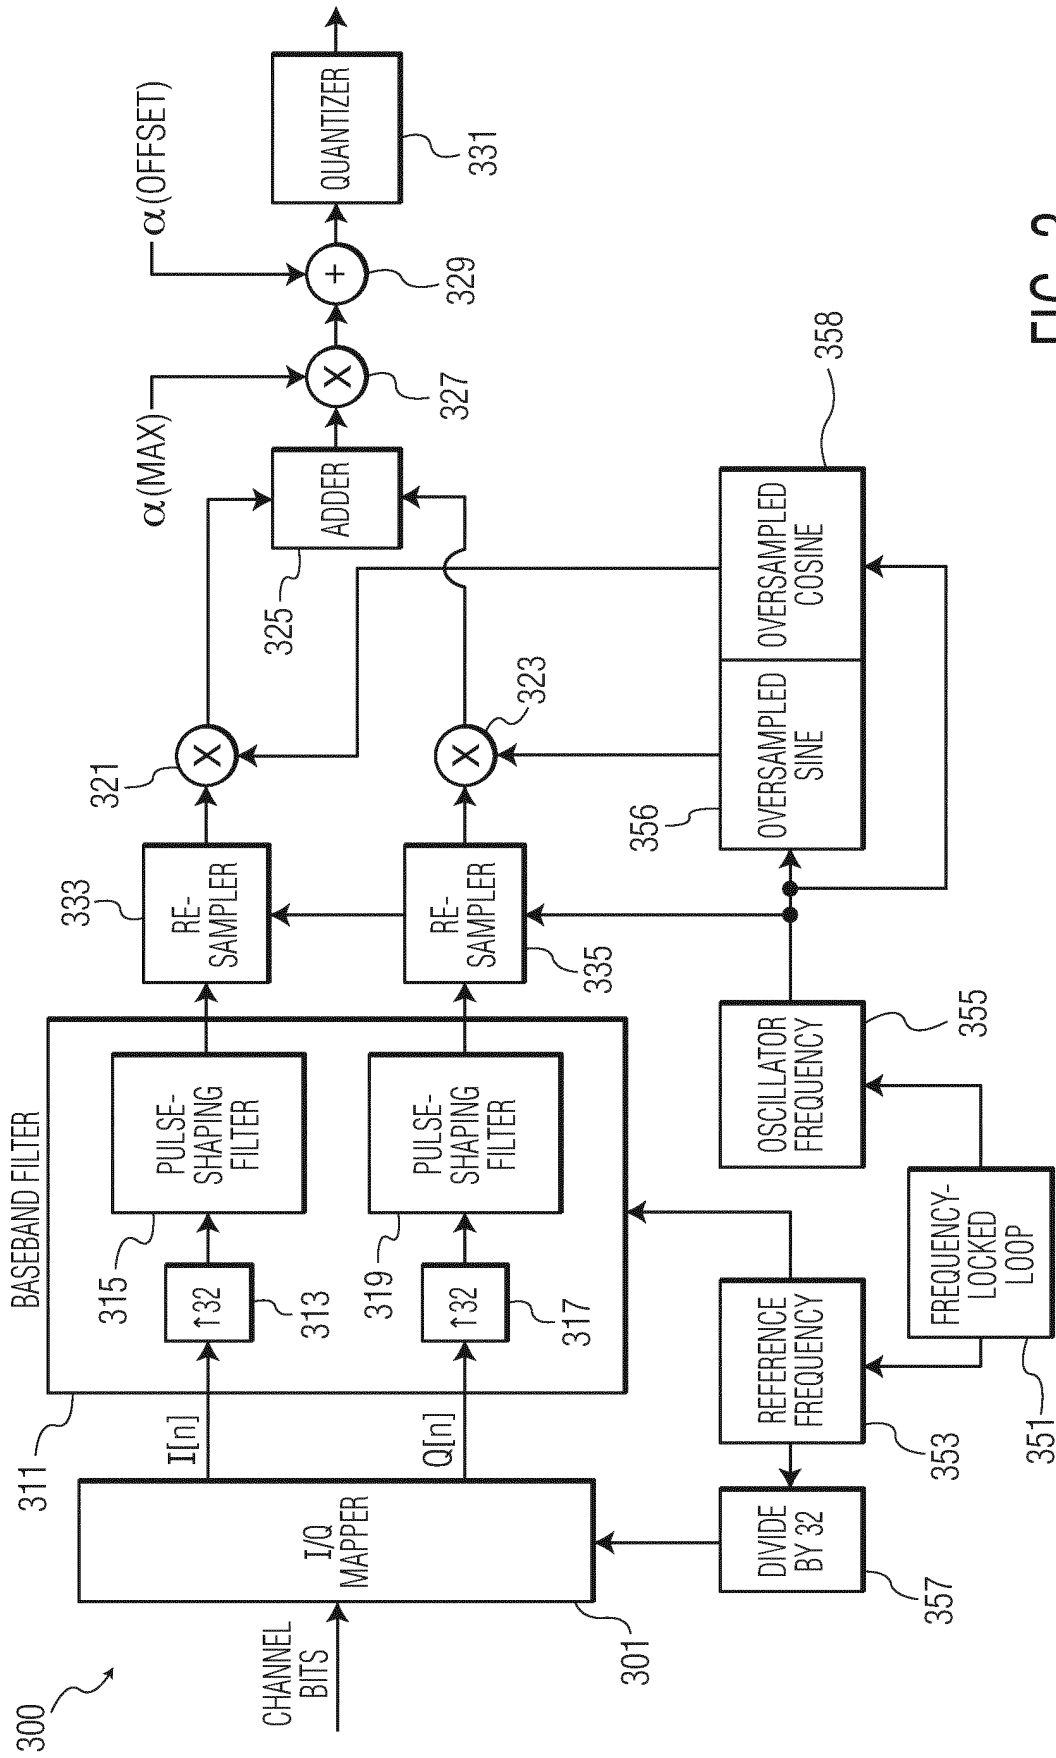 300
CHANNEL
BITS
I/Q
MAPPER
301
I[n]
Q[n]
311
BASEBAND FILTER
↑32
313
PULSE-
SHAPING
FILTER
315
↑32
317
PULSE-
SHAPING
FILTER
319
RE-
SAMPLER
333
RE-
SAMPLER
335
X
321
X
323
ADDER
325
α(MAX)
X
327
α(OFFSET)
+
329
QUANTIZER
331
DIVIDE
BY 32
357
REFERENCE
FREQUENCY
353
FREQUENCY-
LOCKED
LOOP
351
OSCILLATOR
FREQUENCY
355
OVERSAMPLED
SINE
356
OVERSAMPLED
COSINE
358
FIG.